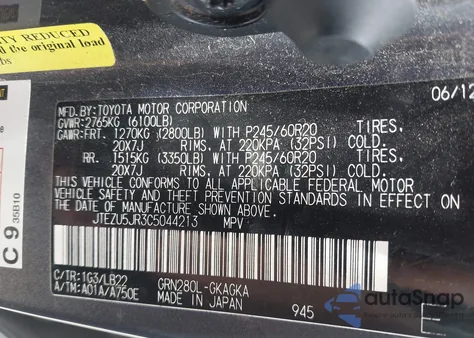 TY REDUCED
the original load
lbs
06/12
MFD.BY:TOYOTA MOTOR CORPORATION
GVWR:2765KG(6100LB)
GAWR:FRT. 1270KG(2800LB) WITH P245/60R20 TIRES,
20X7J RIMS, AT 220KPA (32PSI) COLD.
RR. 1515KG(3350LB) WITH P245/60R20 TIRES,
20X7J RIMS, AT 220KPA (32PSI) COLD.
THIS VEHICLE CONFORMS TO ALL APPLICABLE FEDERAL MOTOR
VEHICLE SAFETY AND THEFT PREVENTION STANDARDS IN EFFECT
ON THE DATE OF MANUFACTURE SHOWN ABOVE.
JTEZU5JR3C5044213 MPV
C/TR:1G3/LB22 GRN280L-GKAGKA
A/TM:A01A/A750E MADE IN JAPAN 945
C 9 35B10
AutoSnap